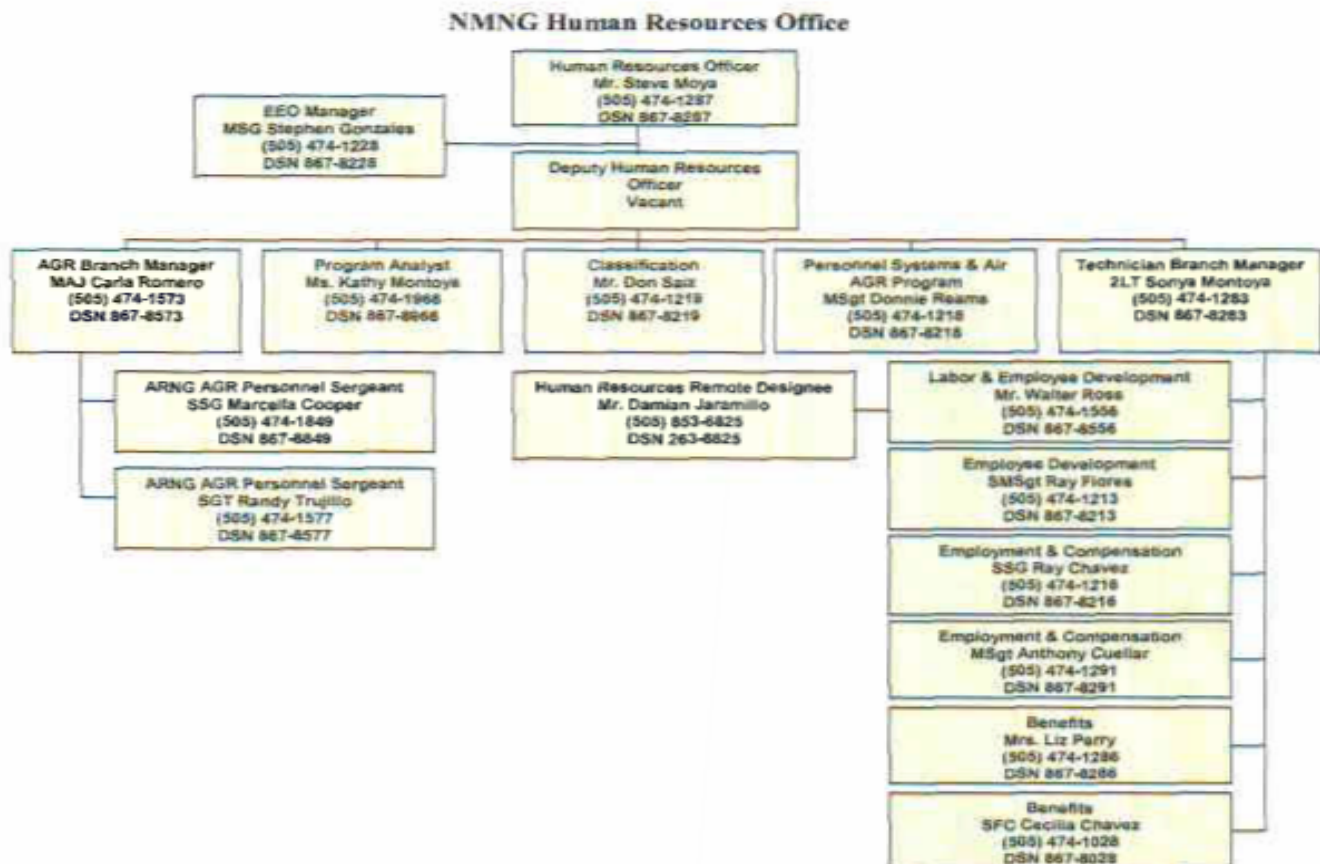 NMNG Human Resources Office
Human Resources Officer
Mr. Steve Moya
(505) 474-1287
DSN 867-8287
EEO Manager
MSG Stephen Gonzales
(505) 474-1228
DSN 867-8228
Deputy Human Resources
Officer
Vacant
AGR Branch Manager
MAJ Carla Romero
(505) 474-1573
DSN 867-8573
Program Analyst
Ms. Kathy Montoya
(505) 474-1968
DSN 867-8968
Classification
Mr. Don Saiz
(505) 474-1219
DSN 867-8219
Personnel Systems & Air
AGR Program
MSgt Donnie Reams
(505) 474-1218
DSN 867-8218
Technician Branch Manager
2LT Sonya Montoya
(505) 474-1283
DSN 867-8283
ARNG AGR Personnel Sergeant
SSG Marcella Cooper
(505) 474-1849
DSN 867-8849
ARNG AGR Personnel Sergeant
SGT Randy Trujillo
(505) 474-1577
DSN 867-8577
Human Resources Remote Designee
Mr. Damian Jaramillo
(505) 853-6825
DSN 263-6825
Labor & Employee Development
Mr. Walter Ross
(505) 474-1556
DSN 867-8556
Employee Development
SMSgt Ray Flores
(505) 474-1213
DSN 867-8213
Employment & Compensation
SSG Ray Chavez
(505) 474-1216
DSN 867-8216
Employment & Compensation
MSgt Anthony Cuellar
(505) 474-1291
DSN 867-8291
Benefits
Mrs. Liz Perry
(505) 474-1286
DSN 867-8286
Benefits
SFC Cecilia Chavez
(505) 474-1028
DSN 867-8028